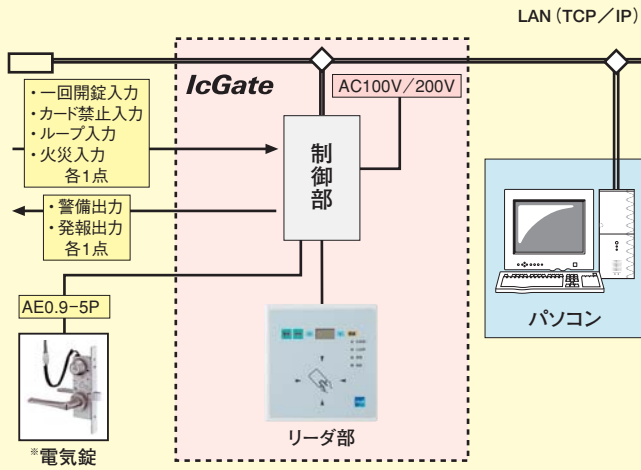 LAN（TCP／IP）
IcGate
AC100V／200V
・一回開錠入力
・カード禁止入力
・ループ入力
・火災入力
各1点
制御部
・警備出力
・発報出力
各1点
AE0.9−5P
パソコン
リーダ部
※電気錠